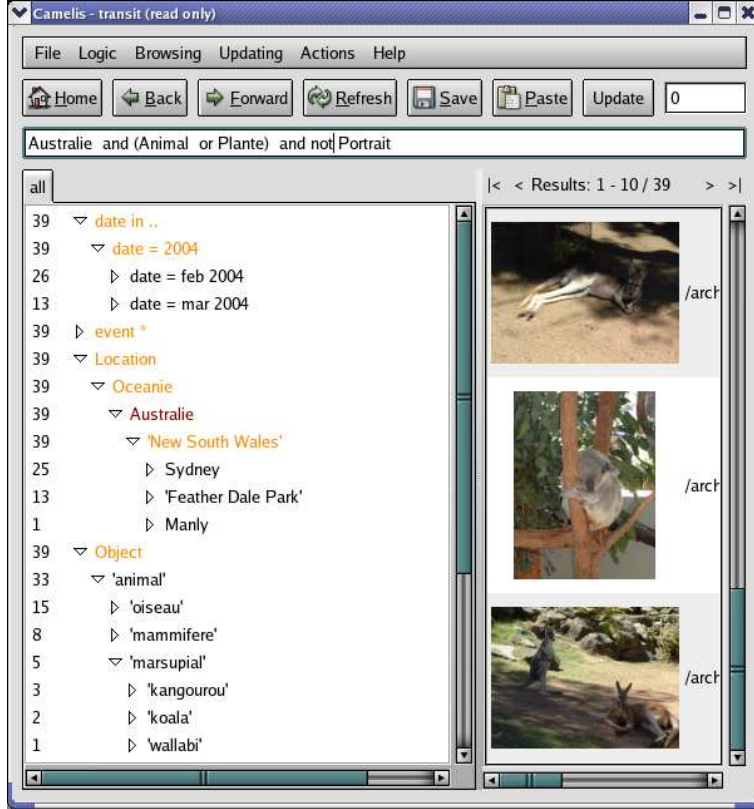 Camelis - transit (read only)
File Logic Browsing Updating Actions Help
Home Back Forward Refresh Save Paste Update 0
Australie and (Animal or Plante) and not Portrait
all
|< < Results: 1 - 10 / 39 > >|
39 date in ..
39 date = 2004
26 date = feb 2004
13 date = mar 2004
39 event *
39 Location
39 Oceanie
39 Australie
39 'New South Wales'
25 Sydney
13 'Feather Dale Park'
1 Manly
39 Object
33 'animal'
15 'oiseau'
8 'mammifere'
5 'marsupial'
3 'kangourou'
2 'koala'
1 'wallabi'
/arch
/arch
/arch